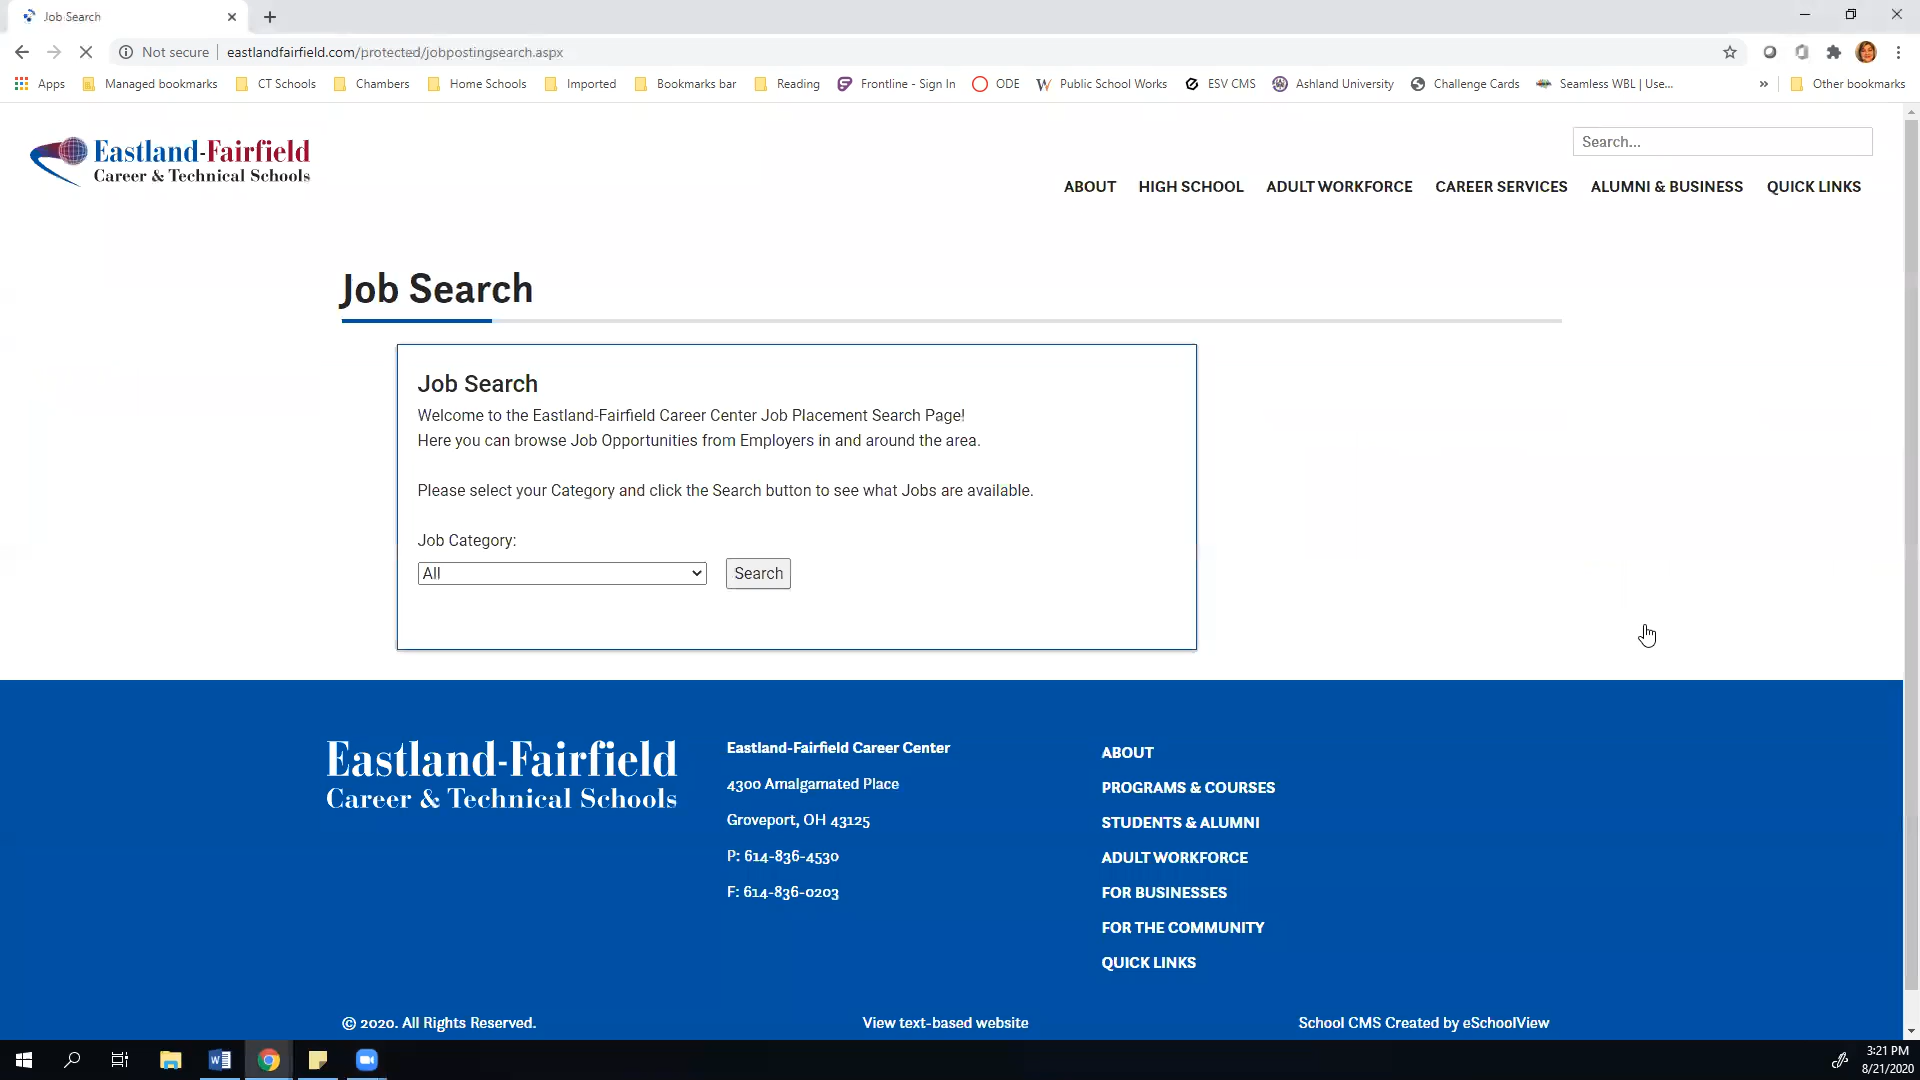 Job Search
Not secure
eastlandfairfield.com/protected/jobpostingsearch.aspx
Apps
Managed bookmarks
CT Schools
Chambers
Home Schools
Imported
Bookmarks bar
Reading
Frontline - Sign In
ODE
Public School Works
ESV CMS
Ashland University
Challenge Cards
Seamless WBL | Use...
»
Other bookmarks
Eastland-Fairfield
Career & Technical Schools
Search...
ABOUT
HIGH SCHOOL
ADULT WORKFORCE
CAREER SERVICES
ALUMNI & BUSINESS
QUICK LINKS
Job Search
Job Search
Welcome to the Eastland-Fairfield Career Center Job Placement Search Page!
Here you can browse Job Opportunities from Employers in and around the area.
Please select your Category and click the Search button to see what Jobs are available.
Job Category:
All
Search
Eastland-Fairfield
Career & Technical Schools
Eastland-Fairfield Career Center
4300 Amalgamated Place
Groveport, OH 43125
P: 614-836-4530
F: 614-836-0203
ABOUT
PROGRAMS & COURSES
STUDENTS & ALUMNI
ADULT WORKFORCE
FOR BUSINESSES
FOR THE COMMUNITY
QUICK LINKS
© 2020. All Rights Reserved.
View text-based website
School CMS Created by eSchoolView
3:21 PM
8/21/2020